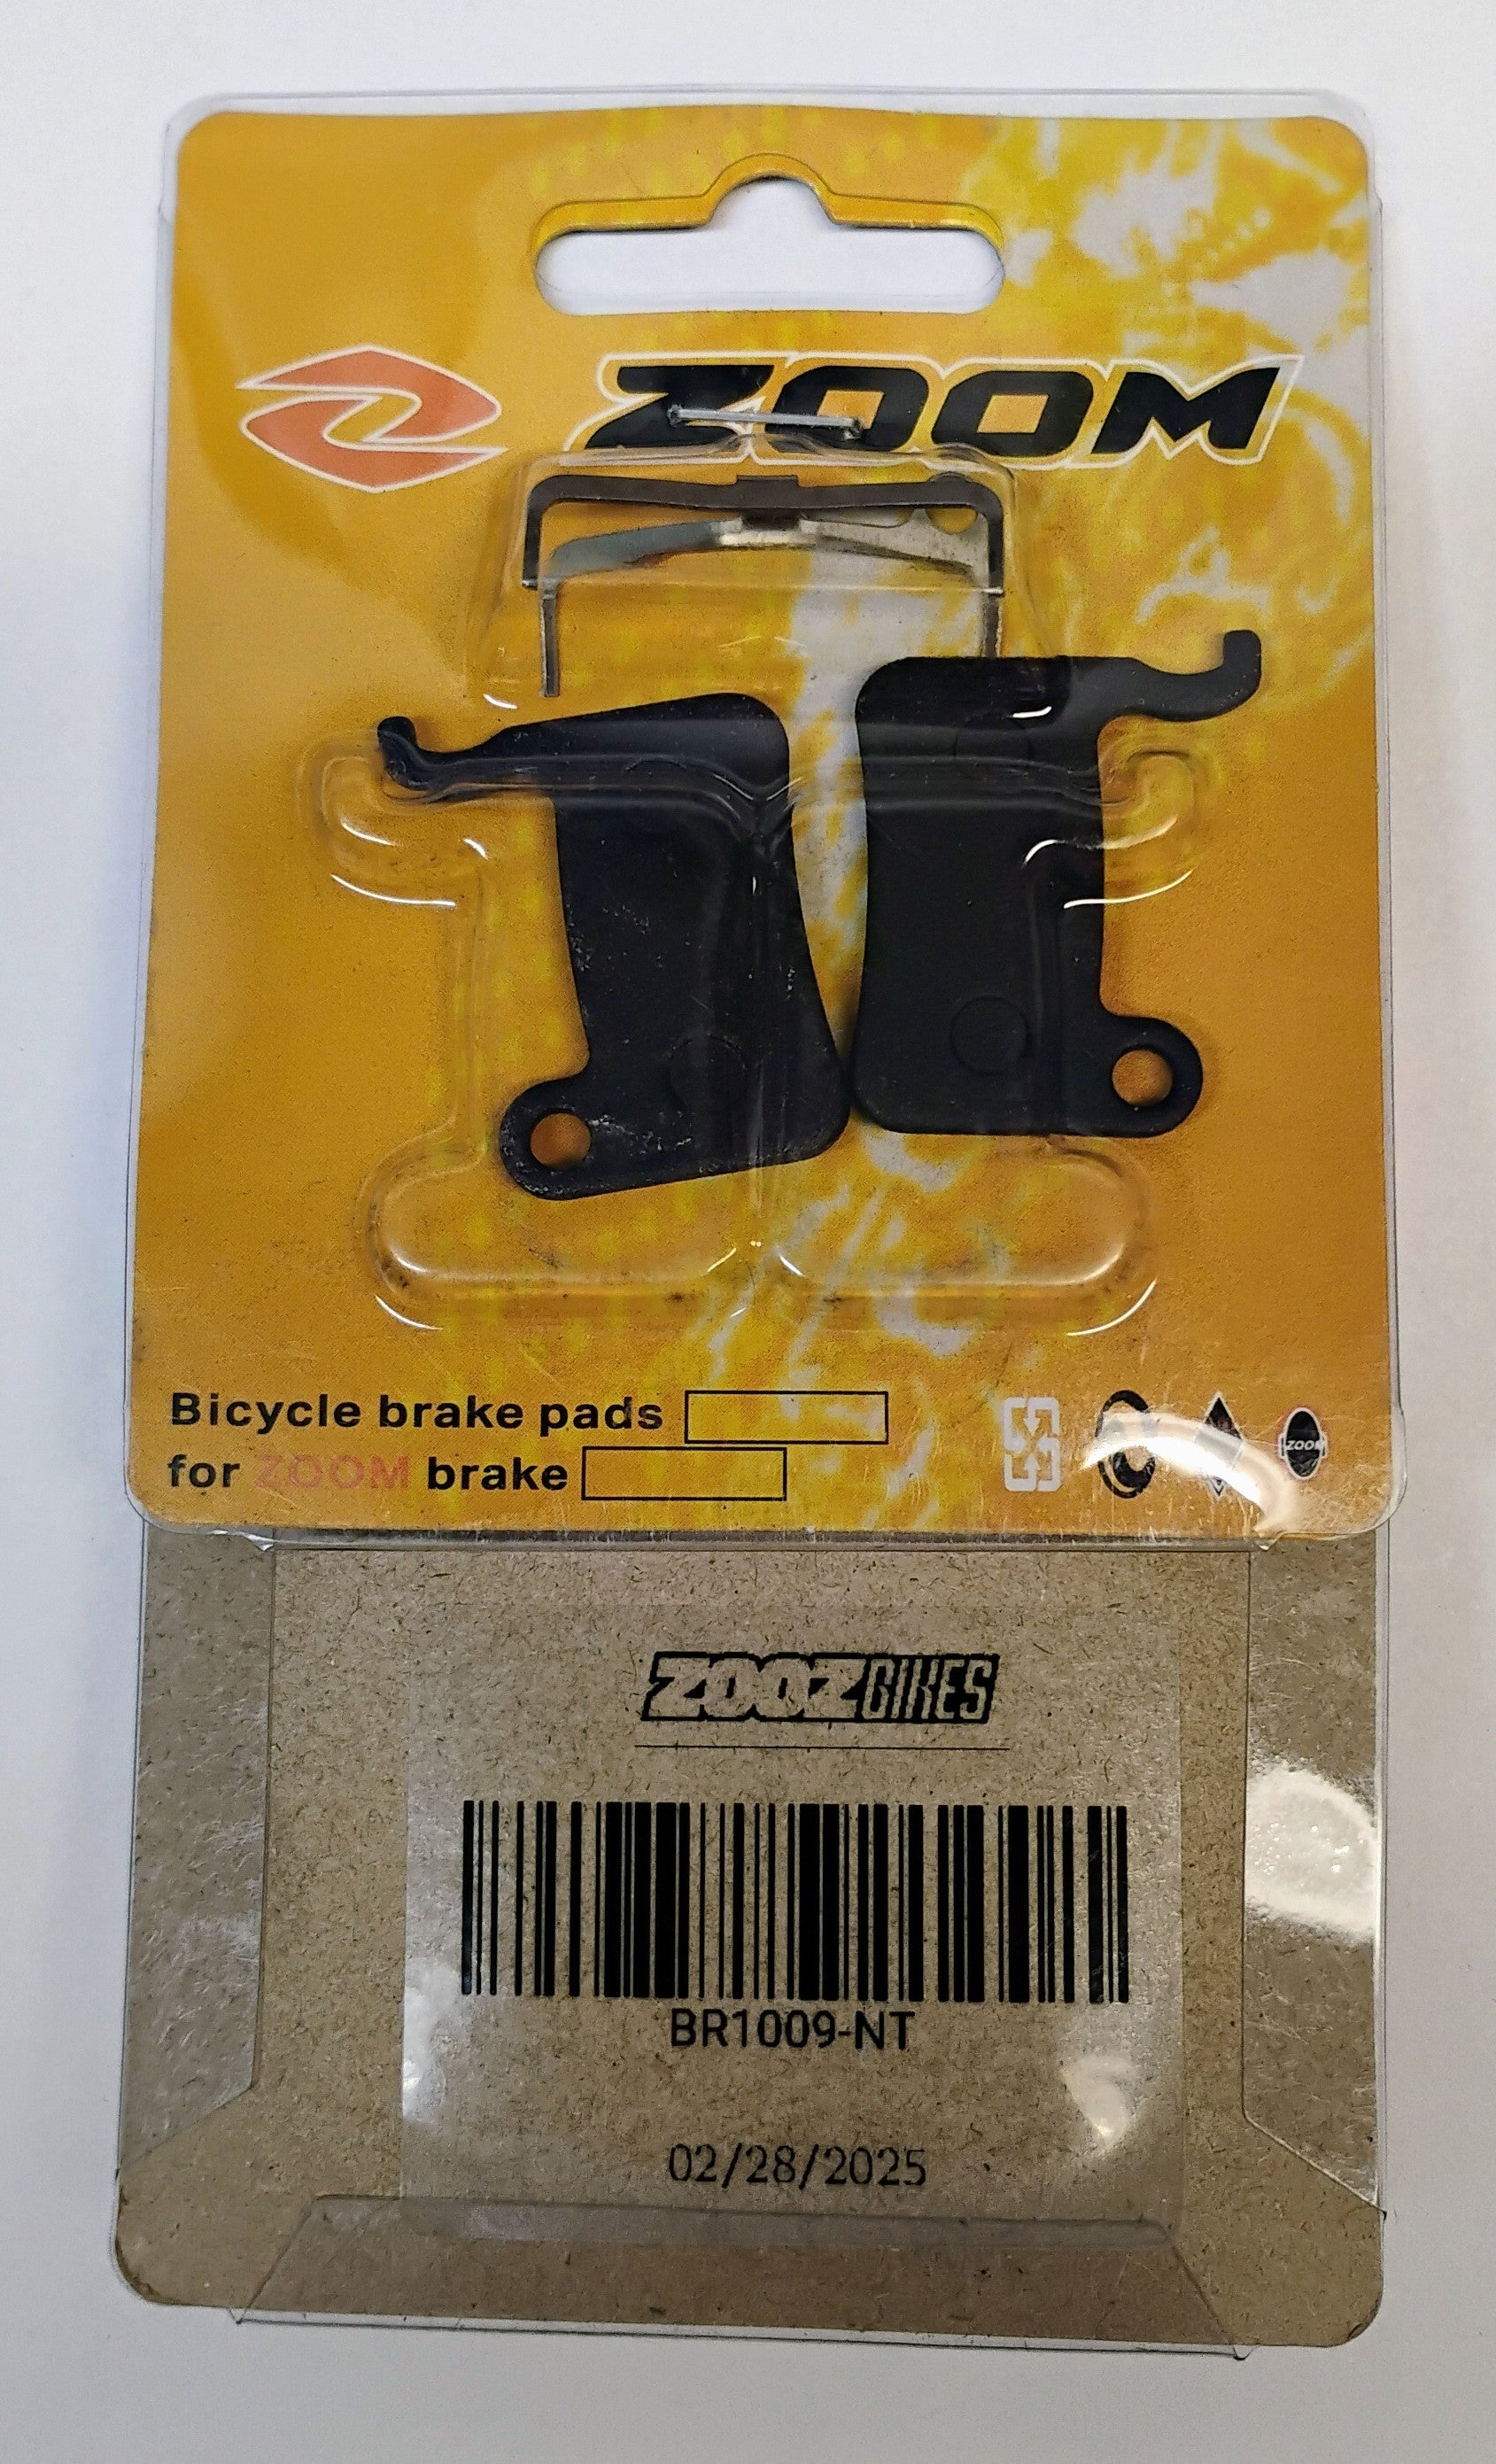 ZOOM
Bicycle brake pads
for ZOOM brake
ZOOM
ZOOZBIKES
BR1009-NT
02/28/2025